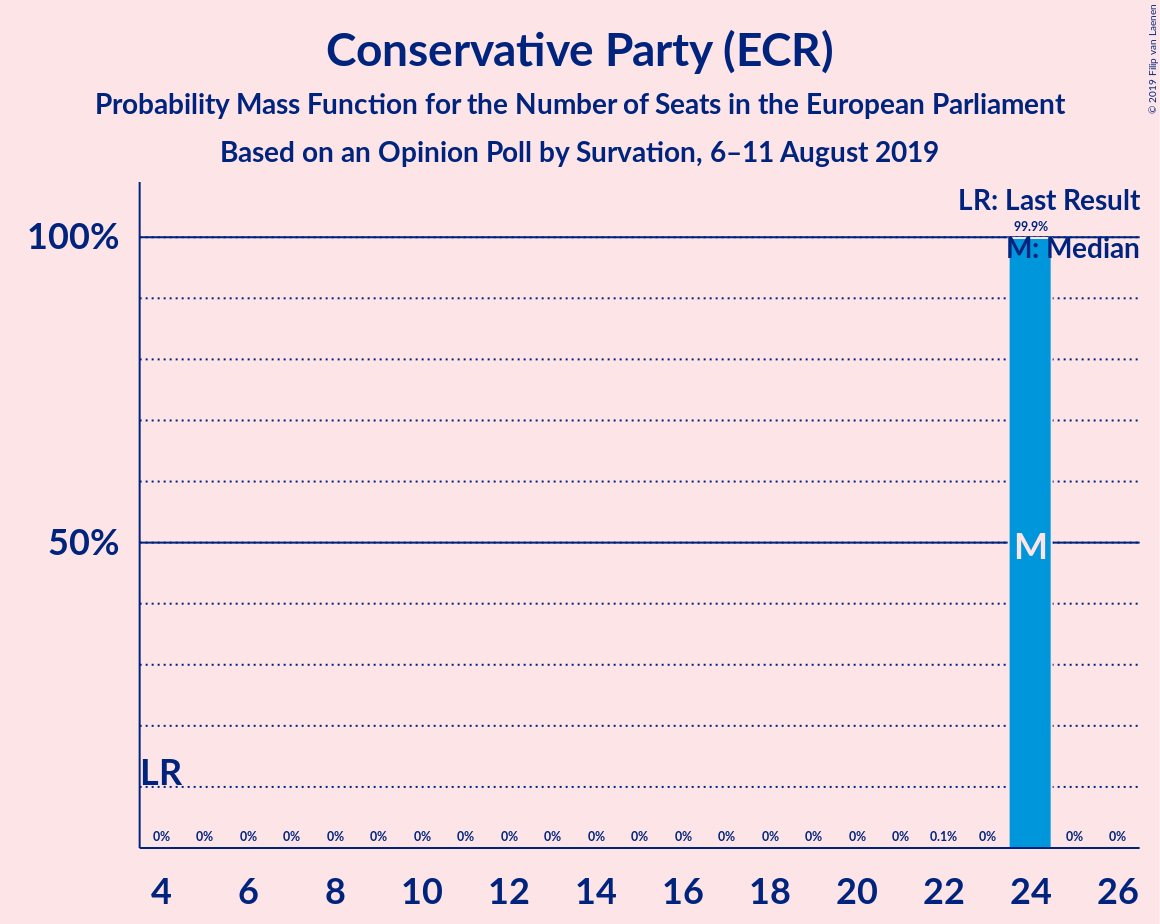 Conservative Party (ECR)
Probability Mass Function for the Number of Seats in the European Parliament
Based on an Opinion Poll by Survation, 6–11 August 2019
© 2019 Filip van Laenen
LR: Last Result
99.9%
M: Median
100%
50%
M
LR
0% 0% 0% 0% 0% 0% 0% 0% 0% 0% 0% 0% 0% 0% 0% 0% 0% 0% 0.1% 0% 0% 0%
4 6 8 10 12 14 16 18 20 22 24 26